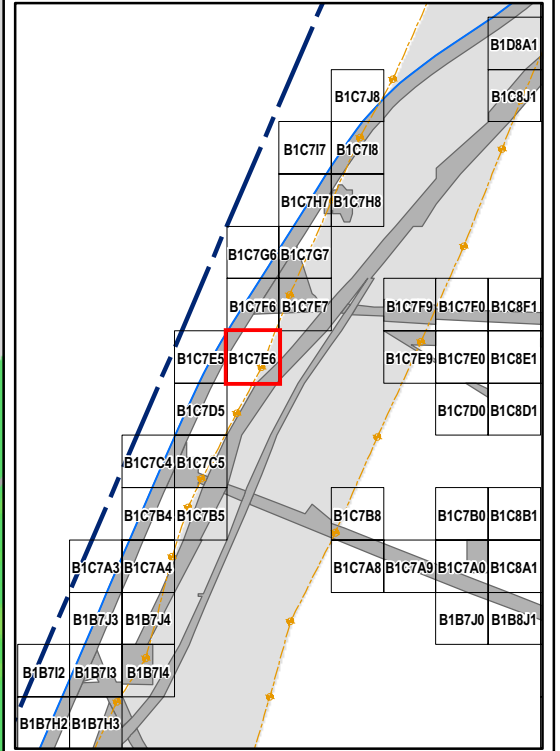 B1D8A1
B1C7J8 B1C8J1
B1C7I7 B1C7I8
B1C7H7 B1C7H8
B1C7G6 B1C7G7
B1C7F6 B1C7F7 B1C7F9 B1C7F0 B1C8F1
B1C7E5 B1C7E6 B1C7E9 B1C7E0 B1C8E1
B1C7D5 B1C7D0 B1C8D1
B1C7C4 B1C7C5
B1C7B4 B1C7B5 B1C7B8 B1C7B0 B1C8B1
B1C7A3 B1C7A4 B1C7A8 B1C7A9 B1C7A0 B1C8A1
B1B7J3 B1B7J4 B1B7J0 B1B8J1
B1B7I2 B1B7I3 B1B7I4
B1B7H2 B1B7H3